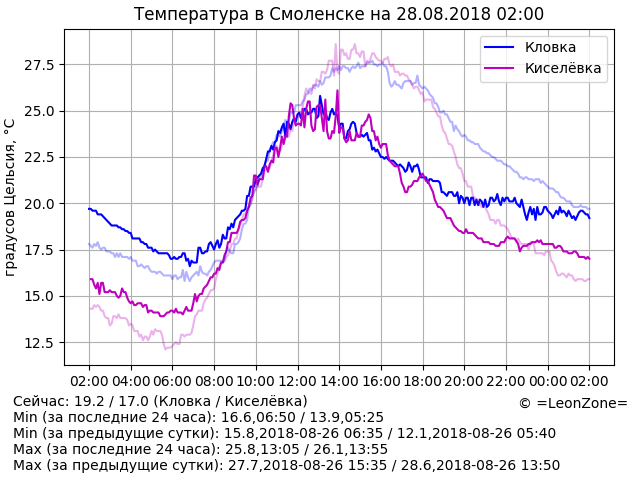 Температура в Смоленске на 28.08.2018 02:00
градусов Цельсия, °C
27.5
25.0
22.5
20.0
17.5
15.0
12.5
Кловка
Киселёвка
02:00 04:00 06:00 08:00 10:00 12:00 14:00 16:00 18:00 20:00 22:00 00:00 02:00
Сейчас: 19.2 / 17.0 (Кловка / Киселёвка)
© =LeonZone=
Min (за последние 24 часа): 16.6,06:50 / 13.9,05:25
Min (за предыдущие сутки): 15.8,2018-08-26 06:35 / 12.1,2018-08-26 05:40
Max (за последние 24 часа): 25.8,13:05 / 26.1,13:55
Max (за предыдущие сутки): 27.7,2018-08-26 15:35 / 28.6,2018-08-26 13:50